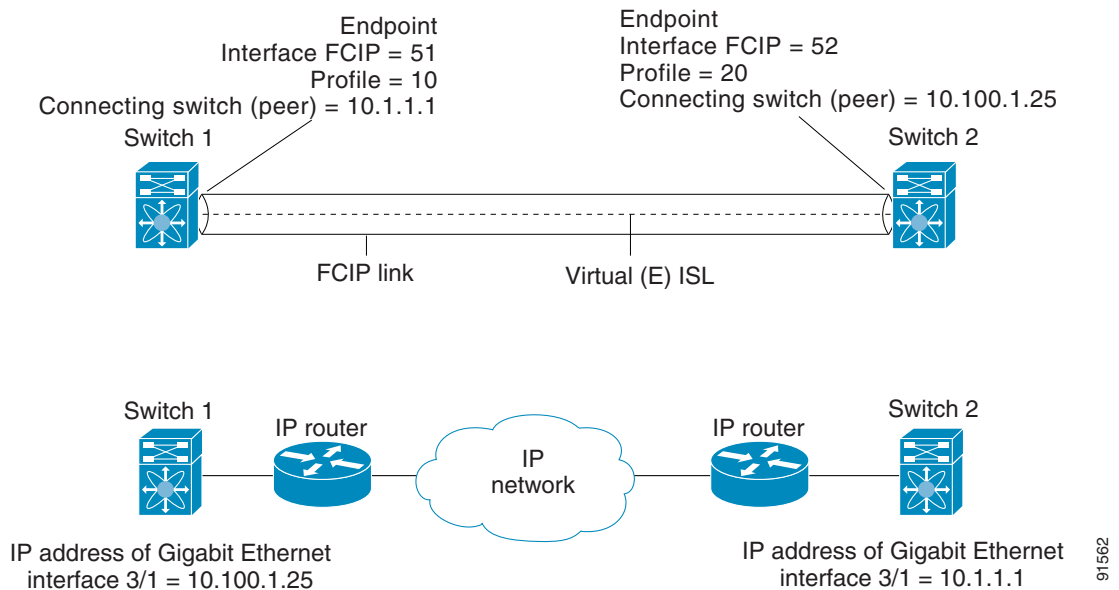 Endpoint
Interface FCIP = 51
Profile = 10
Connecting switch (peer) = 10.1.1.1
Switch 1
Endpoint
Interface FCIP = 52
Profile = 20
Connecting switch (peer) = 10.100.1.25
Switch 2
FCIP link
Virtual (E) ISL
Switch 1
IP router
IP
network
IP router
Switch 2
IP address of Gigabit Ethernet
interface 3/1 = 10.100.1.25
IP address of Gigabit Ethernet
interface 3/1 = 10.1.1.1
91562